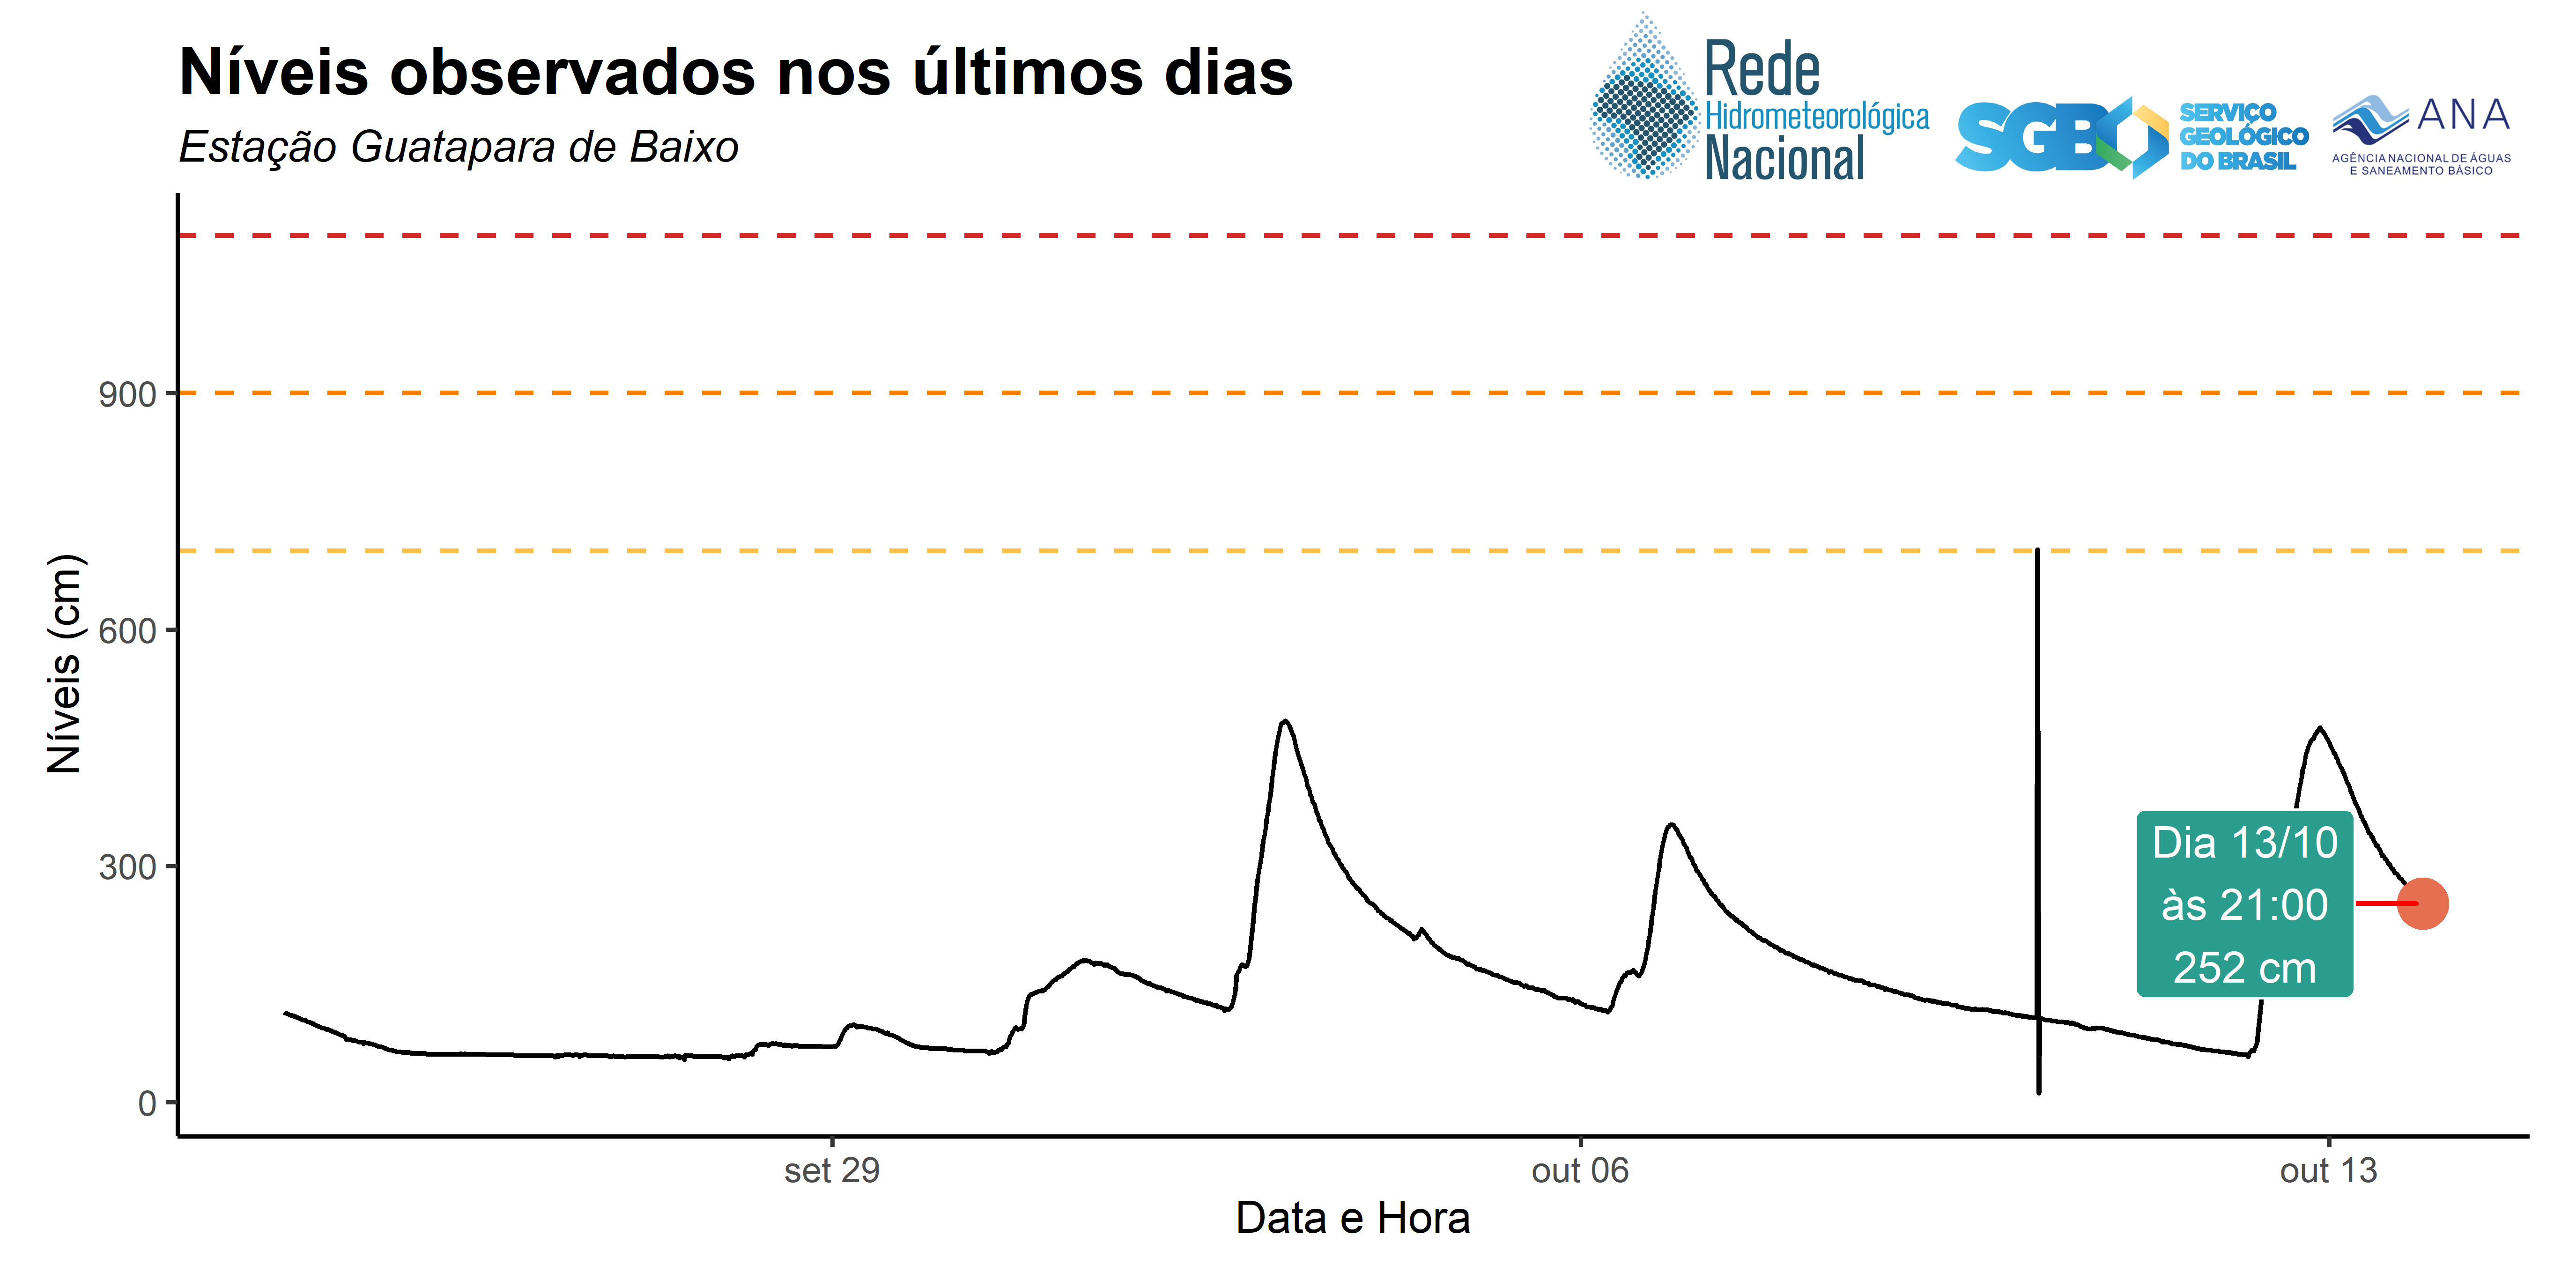 Níveis observados nos últimos dias
Estação Guatapara de Baixo
Rede
Hidrometeorológica
Nacional
SGB
SERVIÇO
GEOLÓGICO
DO BRASIL
ANA
AGÊNCIA NACIONAL DE ÁGUAS
E SANEAMENTO BÁSICO
Níveis (cm)
900
600
300
0
Dia 13/10
às 21:00
252 cm
set 29
out 06
out 13
Data e Hora